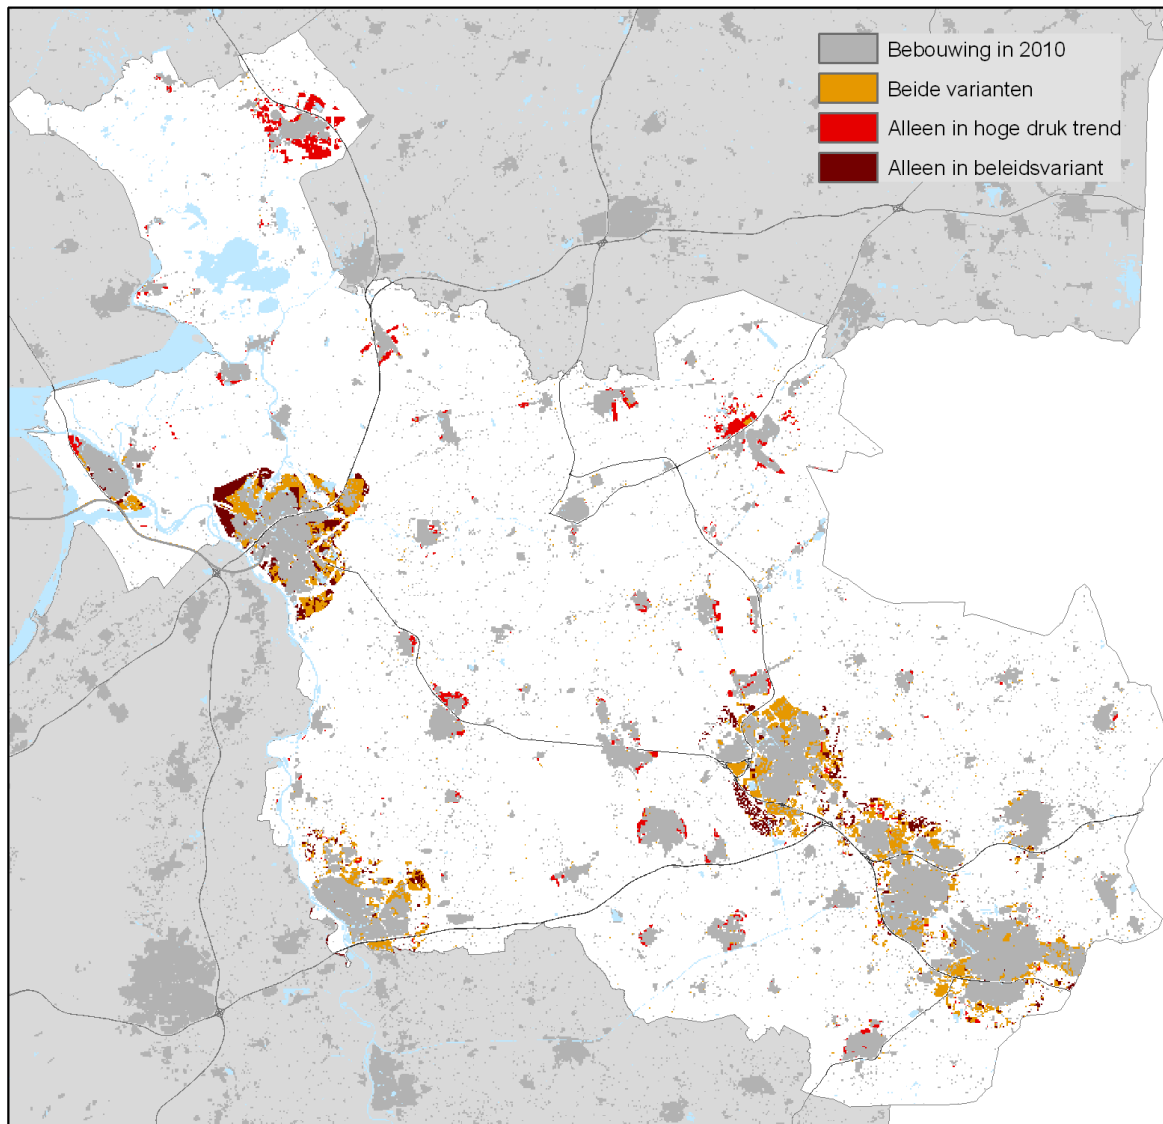 Bebouwing in 2010
Beide varianten
Alleen in hoge druk trend
Alleen in beleidsvariant